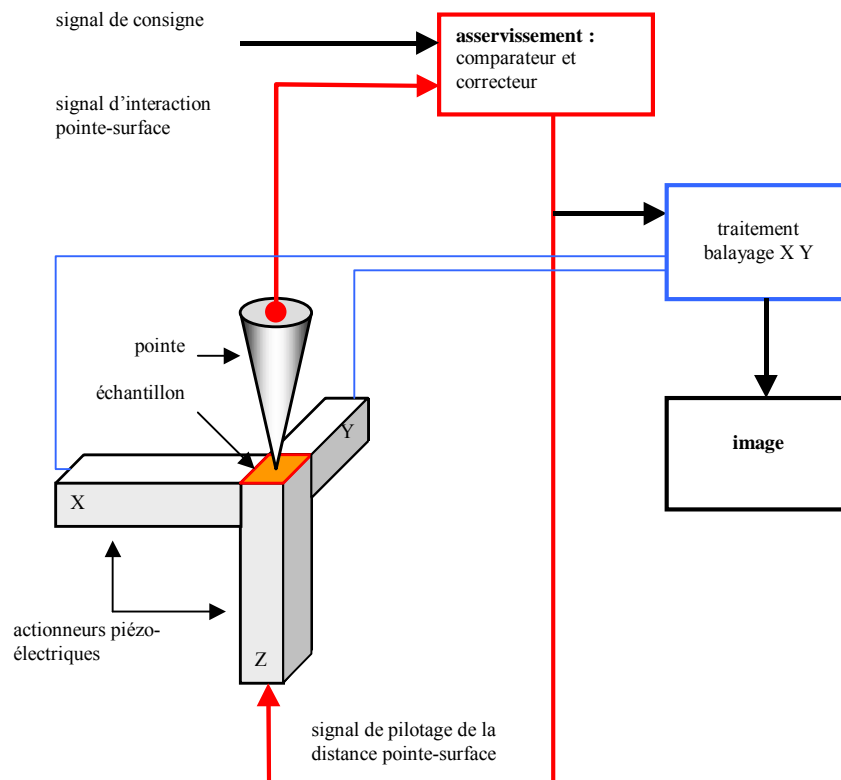 signal de consigne
asservissement :
comparateur et
correcteur
signal d'interaction
pointe-surface
traitement
balayage X Y
pointe
échantillon
Y
image
X
actionneurs piézo-
électriques
Z
signal de pilotage de la
distance pointe-surface